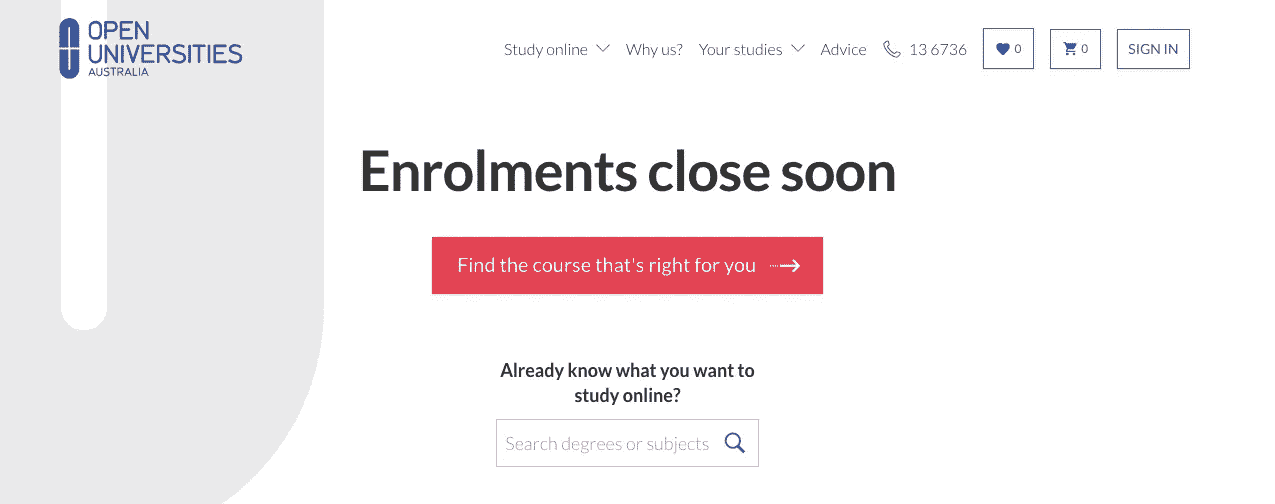 OPEN
UNIVERSITIES
AUSTRALIA
Study online Why us? Your studies Advice 13 6736 0 0 SIGN IN
Enrolments close soon
Find the course that's right for you
Already know what you want to
study online?
Search degrees or subjects